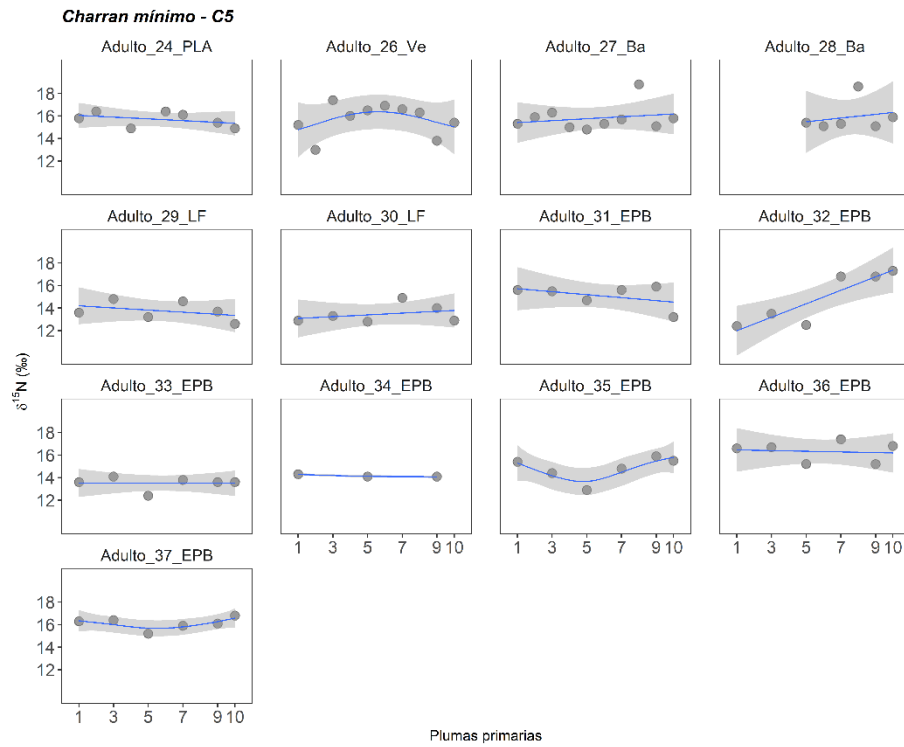 Charran mínimo - C5
Adulto_24_PLA Adulto_26_Ve Adulto_27_Ba Adulto_28_Ba
18
16
14
12
Adulto_29_LF Adulto_30_LF Adulto_31_EPB Adulto_32_EPB
18
16
14
12
Adulto_33_EPB Adulto_34_EPB Adulto_35_EPB Adulto_36_EPB
18
16
14
12
1 3 5 7 9 10 1 3 5 7 9 10 1 3 5 7 9 10
Adulto_37_EPB
18
16
14
12
1 3 5 7 9 10
δ¹⁵N (‰)
Plumas primarias